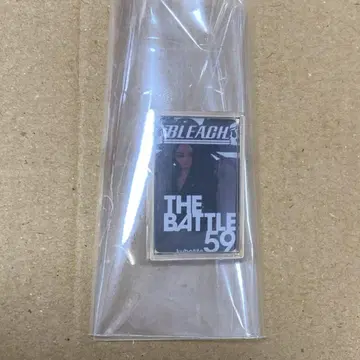 BLEACH
THE
BATTLE
59